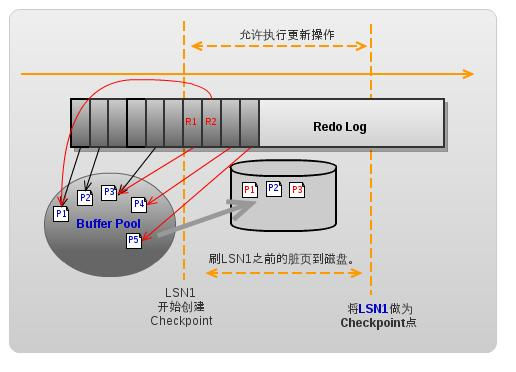 允许执行更新操作
R1 R2
Redo Log
P1
P2
P3
P4
P5
Buffer Pool
P1 P2 P3
刷LSN1之前的脏页到磁盘。
LSN1
开始创建
Checkpoint
将LSN1做为
Checkpoint点